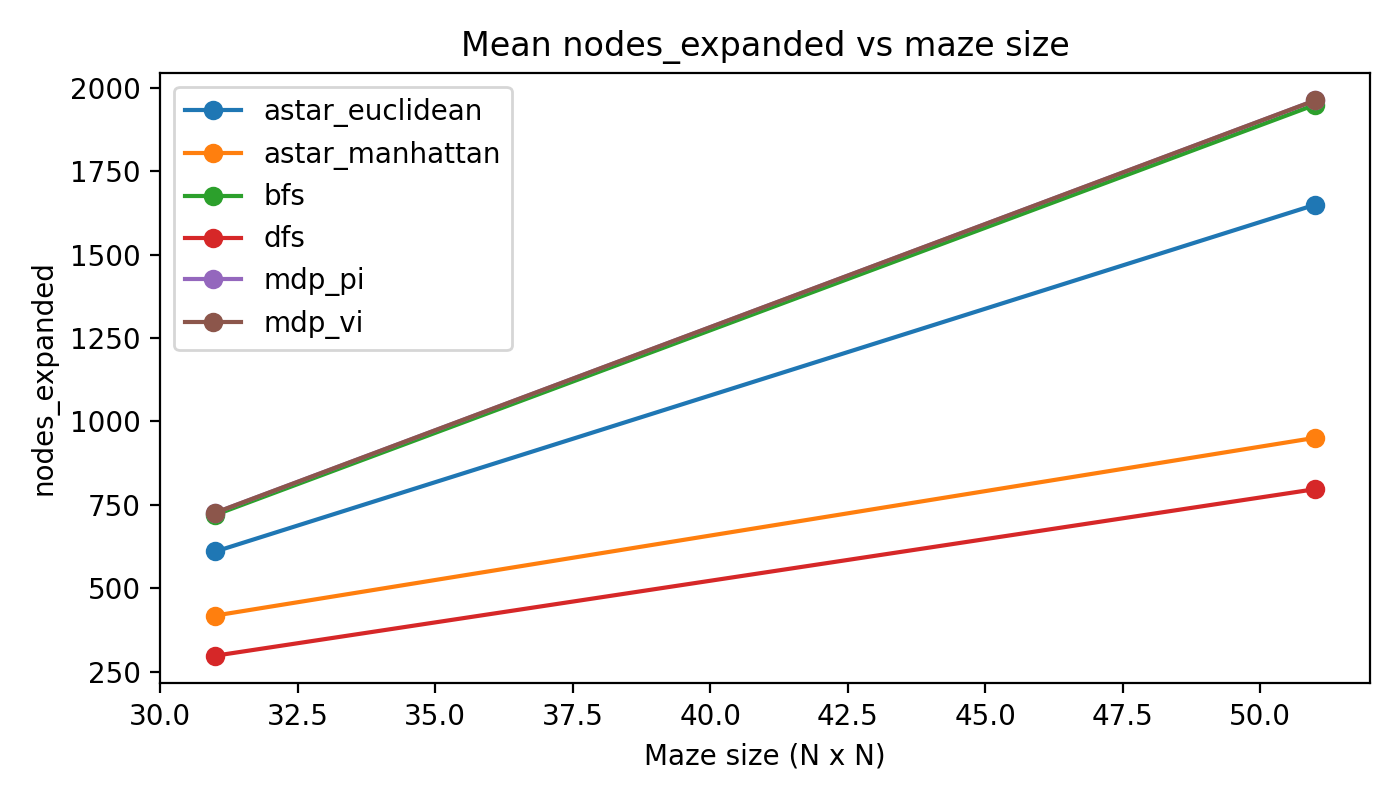 Mean nodes_expanded vs maze size
2000
1750
1500
1250
1000
750
500
250
nodes_expanded
astar_euclidean
astar_manhattan
bfs
dfs
mdp_pi
mdp_vi
30.0 32.5 35.0 37.5 40.0 42.5 45.0 47.5 50.0
Maze size (N x N)